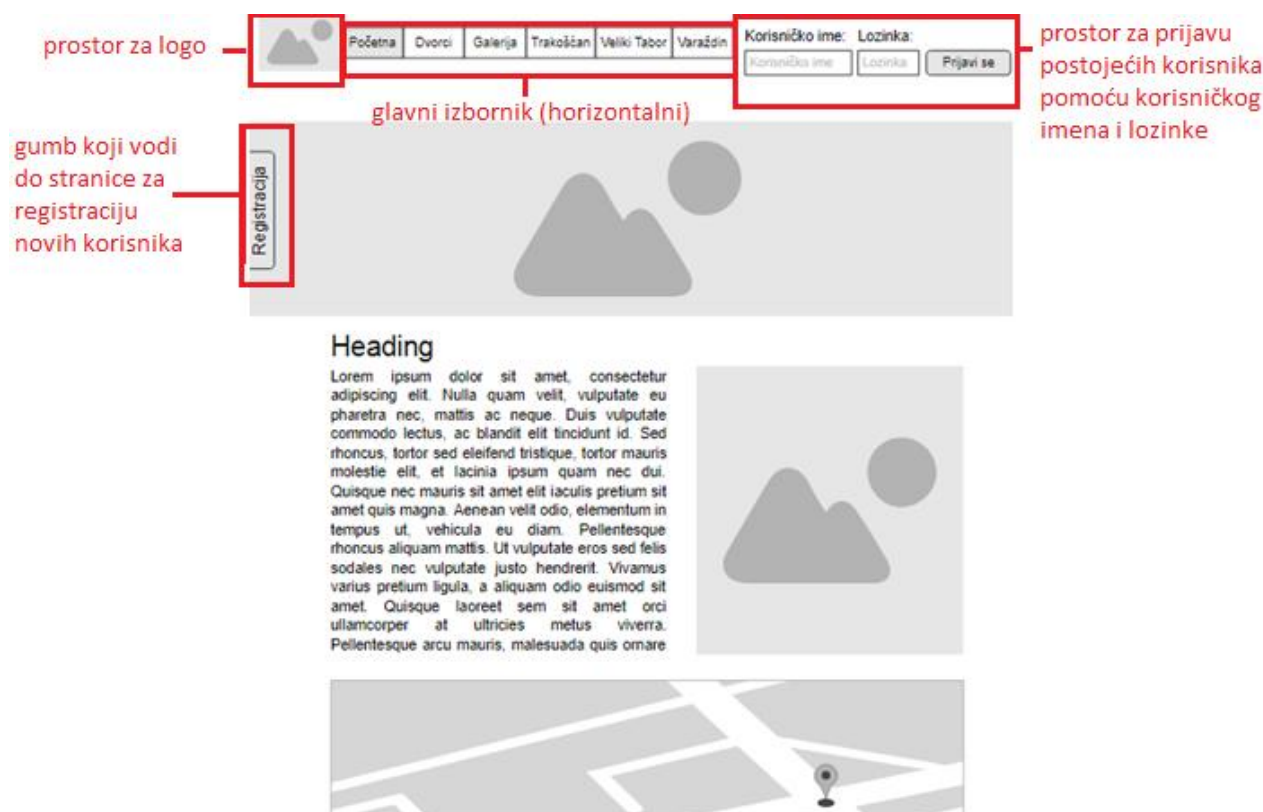 prostor za logo
Početna Dvorci Galerija Trakošćan Veliki Tabor Varaždin
Korisničko ime: Lozinka:
Korisničko ime Lozinka Prijavi se
prostor za prijavu
postojećih korisnika
pomoću korisničkog
imena i lozinke
glavni izbornik (horizontalni)
gumb koji vodi
do stranice za
registraciju
novih korisnika
Registracija
Heading
Lorem ipsum dolor sit amet, consectetur
adipiscing elit. Nulla quam velit, vulputate eu
pharetra nec, mattis ac neque. Duis vulputate
commodo lectus, ac blandit elit tincidunt id. Sed
rhoncus, tortor sed eleifend tristique, tortor mauris
molestie elit, et lacinia ipsum quam nec dui.
Quisque nec mauris sit amet elit iaculis pretium sit
amet quis magna. Aenean velit odio, elementum in
tempus ut, vehicula eu diam. Pellentesque
rhoncus aliquam mattis. Ut vulputate eros sed felis
sodales nec vulputate justo hendrerit. Vivamus
varius pretium ligula, a aliquam odio euismod sit
amet. Quisque laoreet sem sit amet orci
ullamcorper at ultricies metus viverra.
Pellentesque arcu mauris, malesuada quis ornare